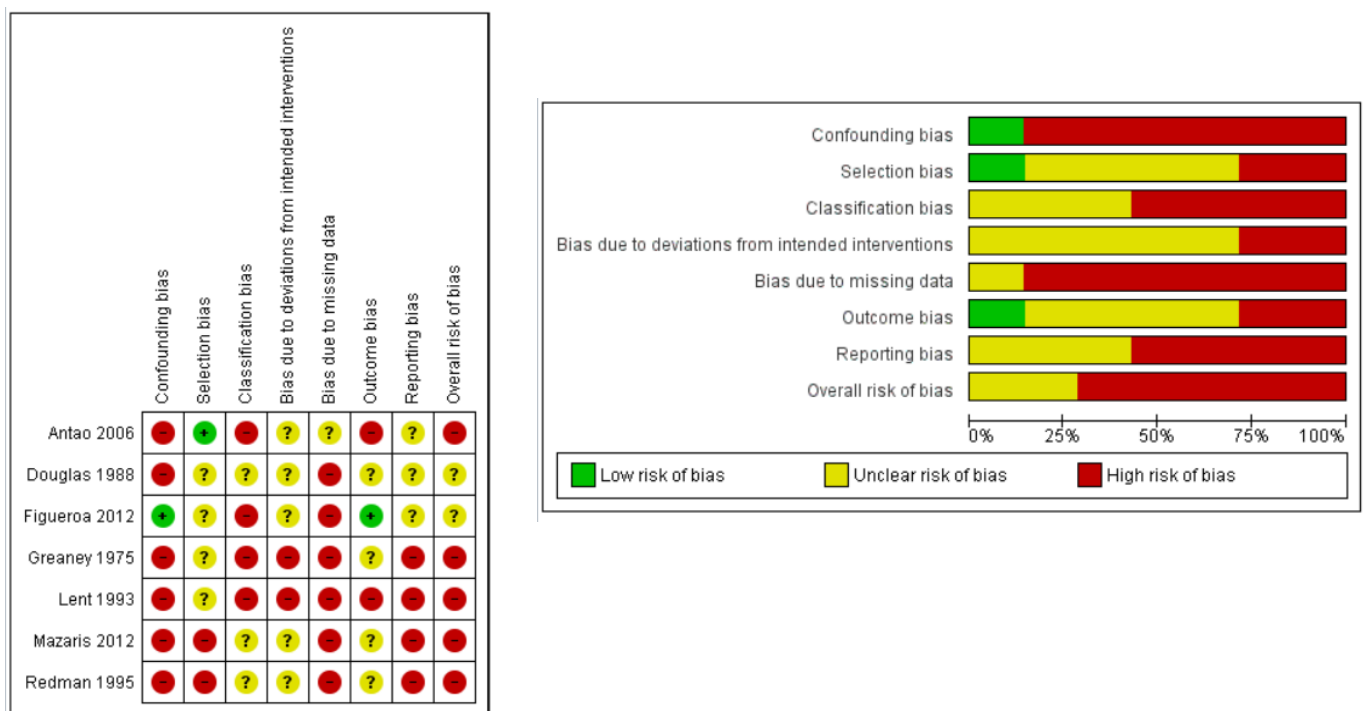 Confounding bias
Selection bias
Classification bias
Bias due to deviations from intended interventions
Bias due to missing data
Outcome bias
Reporting bias
Overall risk of bias
Antao 2006 - + - ? ? - ? -
Douglas 1988 - ? ? ? - ? ? ?
Figueroa 2012 + ? - ? - + ? ?
Greaney 1975 - ? - - - ? - -
Lent 1993 - ? - - - - - -
Mazaris 2012 - - ? ? - ? - -
Redman 1995 - - ? ? - ? - -
Confounding bias
Selection bias
Classification bias
Bias due to deviations from intended interventions
Bias due to missing data
Outcome bias
Reporting bias
Overall risk of bias
0% 25% 50% 75% 100%
Low risk of bias Unclear risk of bias High risk of bias